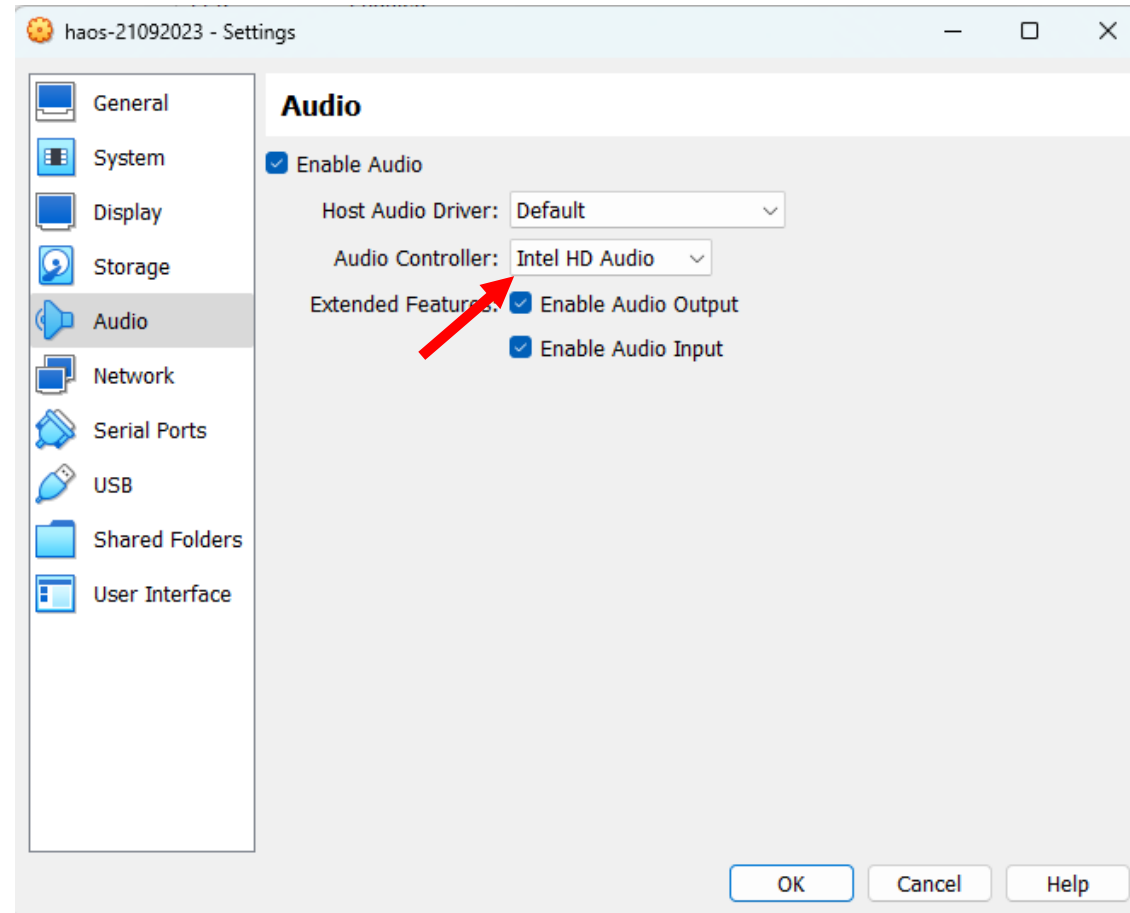 haos-21092023 - Settings
General
System
Display
Storage
Audio
Network
Serial Ports
USB
Shared Folders
User Interface
Audio
Enable Audio
Host Audio Driver: Default
Audio Controller: Intel HD Audio
Extended Features: Enable Audio Output
Enable Audio Input
OK Cancel Help